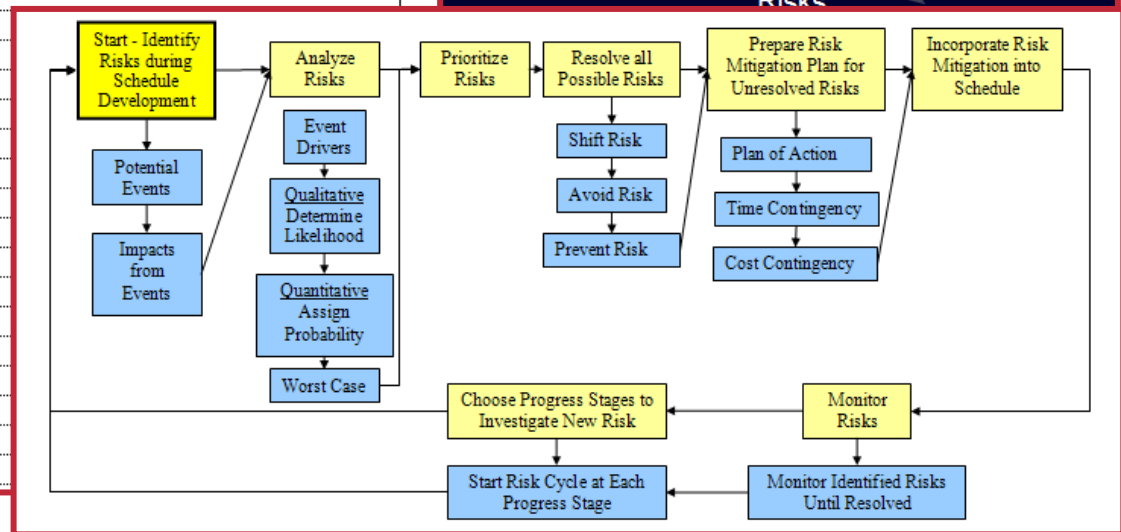 Risks
Start - Identify
Risks during
Schedule
Development
Analyze
Risks
Prioritize
Risks
Resolve all
Possible Risks
Prepare Risk
Mitigation Plan for
Unresolved Risks
Incorporate Risk
Mitigation into
Schedule
Potential
Events
Impacts
from
Events
Event
Drivers
Qualitative
Determine
Likelihood
Quantitative
Assign
Probability
Worst Case
Shift Risk
Avoid Risk
Prevent Risk
Plan of Action
Time Contingency
Cost Contingency
Choose Progress Stages to
Investigate New Risk
Monitor
Risks
Start Risk Cycle at Each
Progress Stage
Monitor Identified Risks
Until Resolved